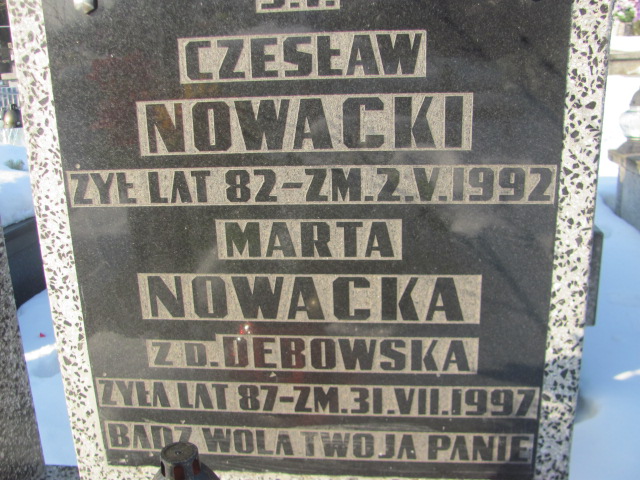 Ś.P.
CZESŁAW
NOWACKI
ŻYŁ LAT 82-ZM.2.V.1992
MARTA
NOWACKA
Z D. DĘBOWSKA
ŻYŁA LAT 87-ZM.31.VII.1997
BĄDŹ WOLA TWOJA PANIE